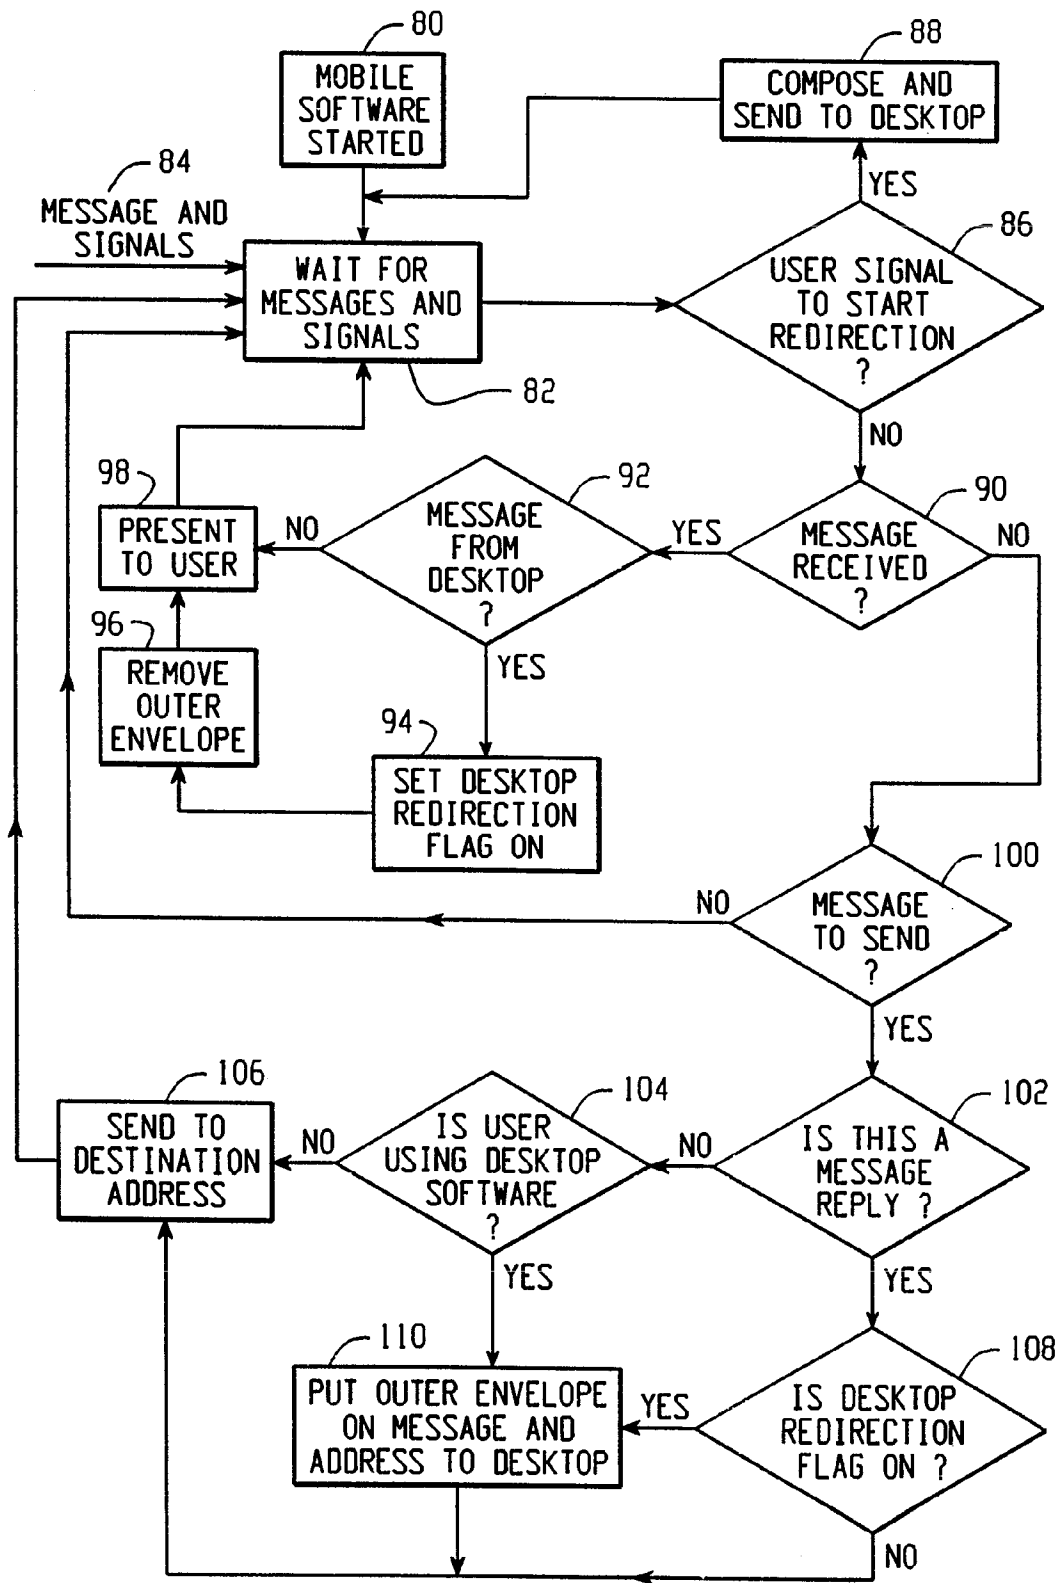 80
MOBILE
SOFTWARE
STARTED
88
COMPOSE AND
SEND TO DESKTOP
84
MESSAGE AND
SIGNALS
YES
86
WAIT FOR
MESSAGES AND
SIGNALS
82
USER SIGNAL
TO START
REDIRECTION
?
NO
98
PRESENT
TO USER
NO
92
MESSAGE
FROM
DESKTOP
?
YES
90
MESSAGE
RECEIVED
?
NO
96
REMOVE
OUTER
ENVELOPE
YES
94
SET DESKTOP
REDIRECTION
FLAG ON
100
NO
MESSAGE
TO SEND
?
YES
106
SEND TO
DESTINATION
ADDRESS
NO
104
IS USER
USING DESKTOP
SOFTWARE
?
NO
102
IS THIS A
MESSAGE
REPLY ?
YES
YES
110
PUT OUTER ENVELOPE
ON MESSAGE AND
ADDRESS TO DESKTOP
YES
108
IS DESKTOP
REDIRECTION
FLAG ON ?
NO